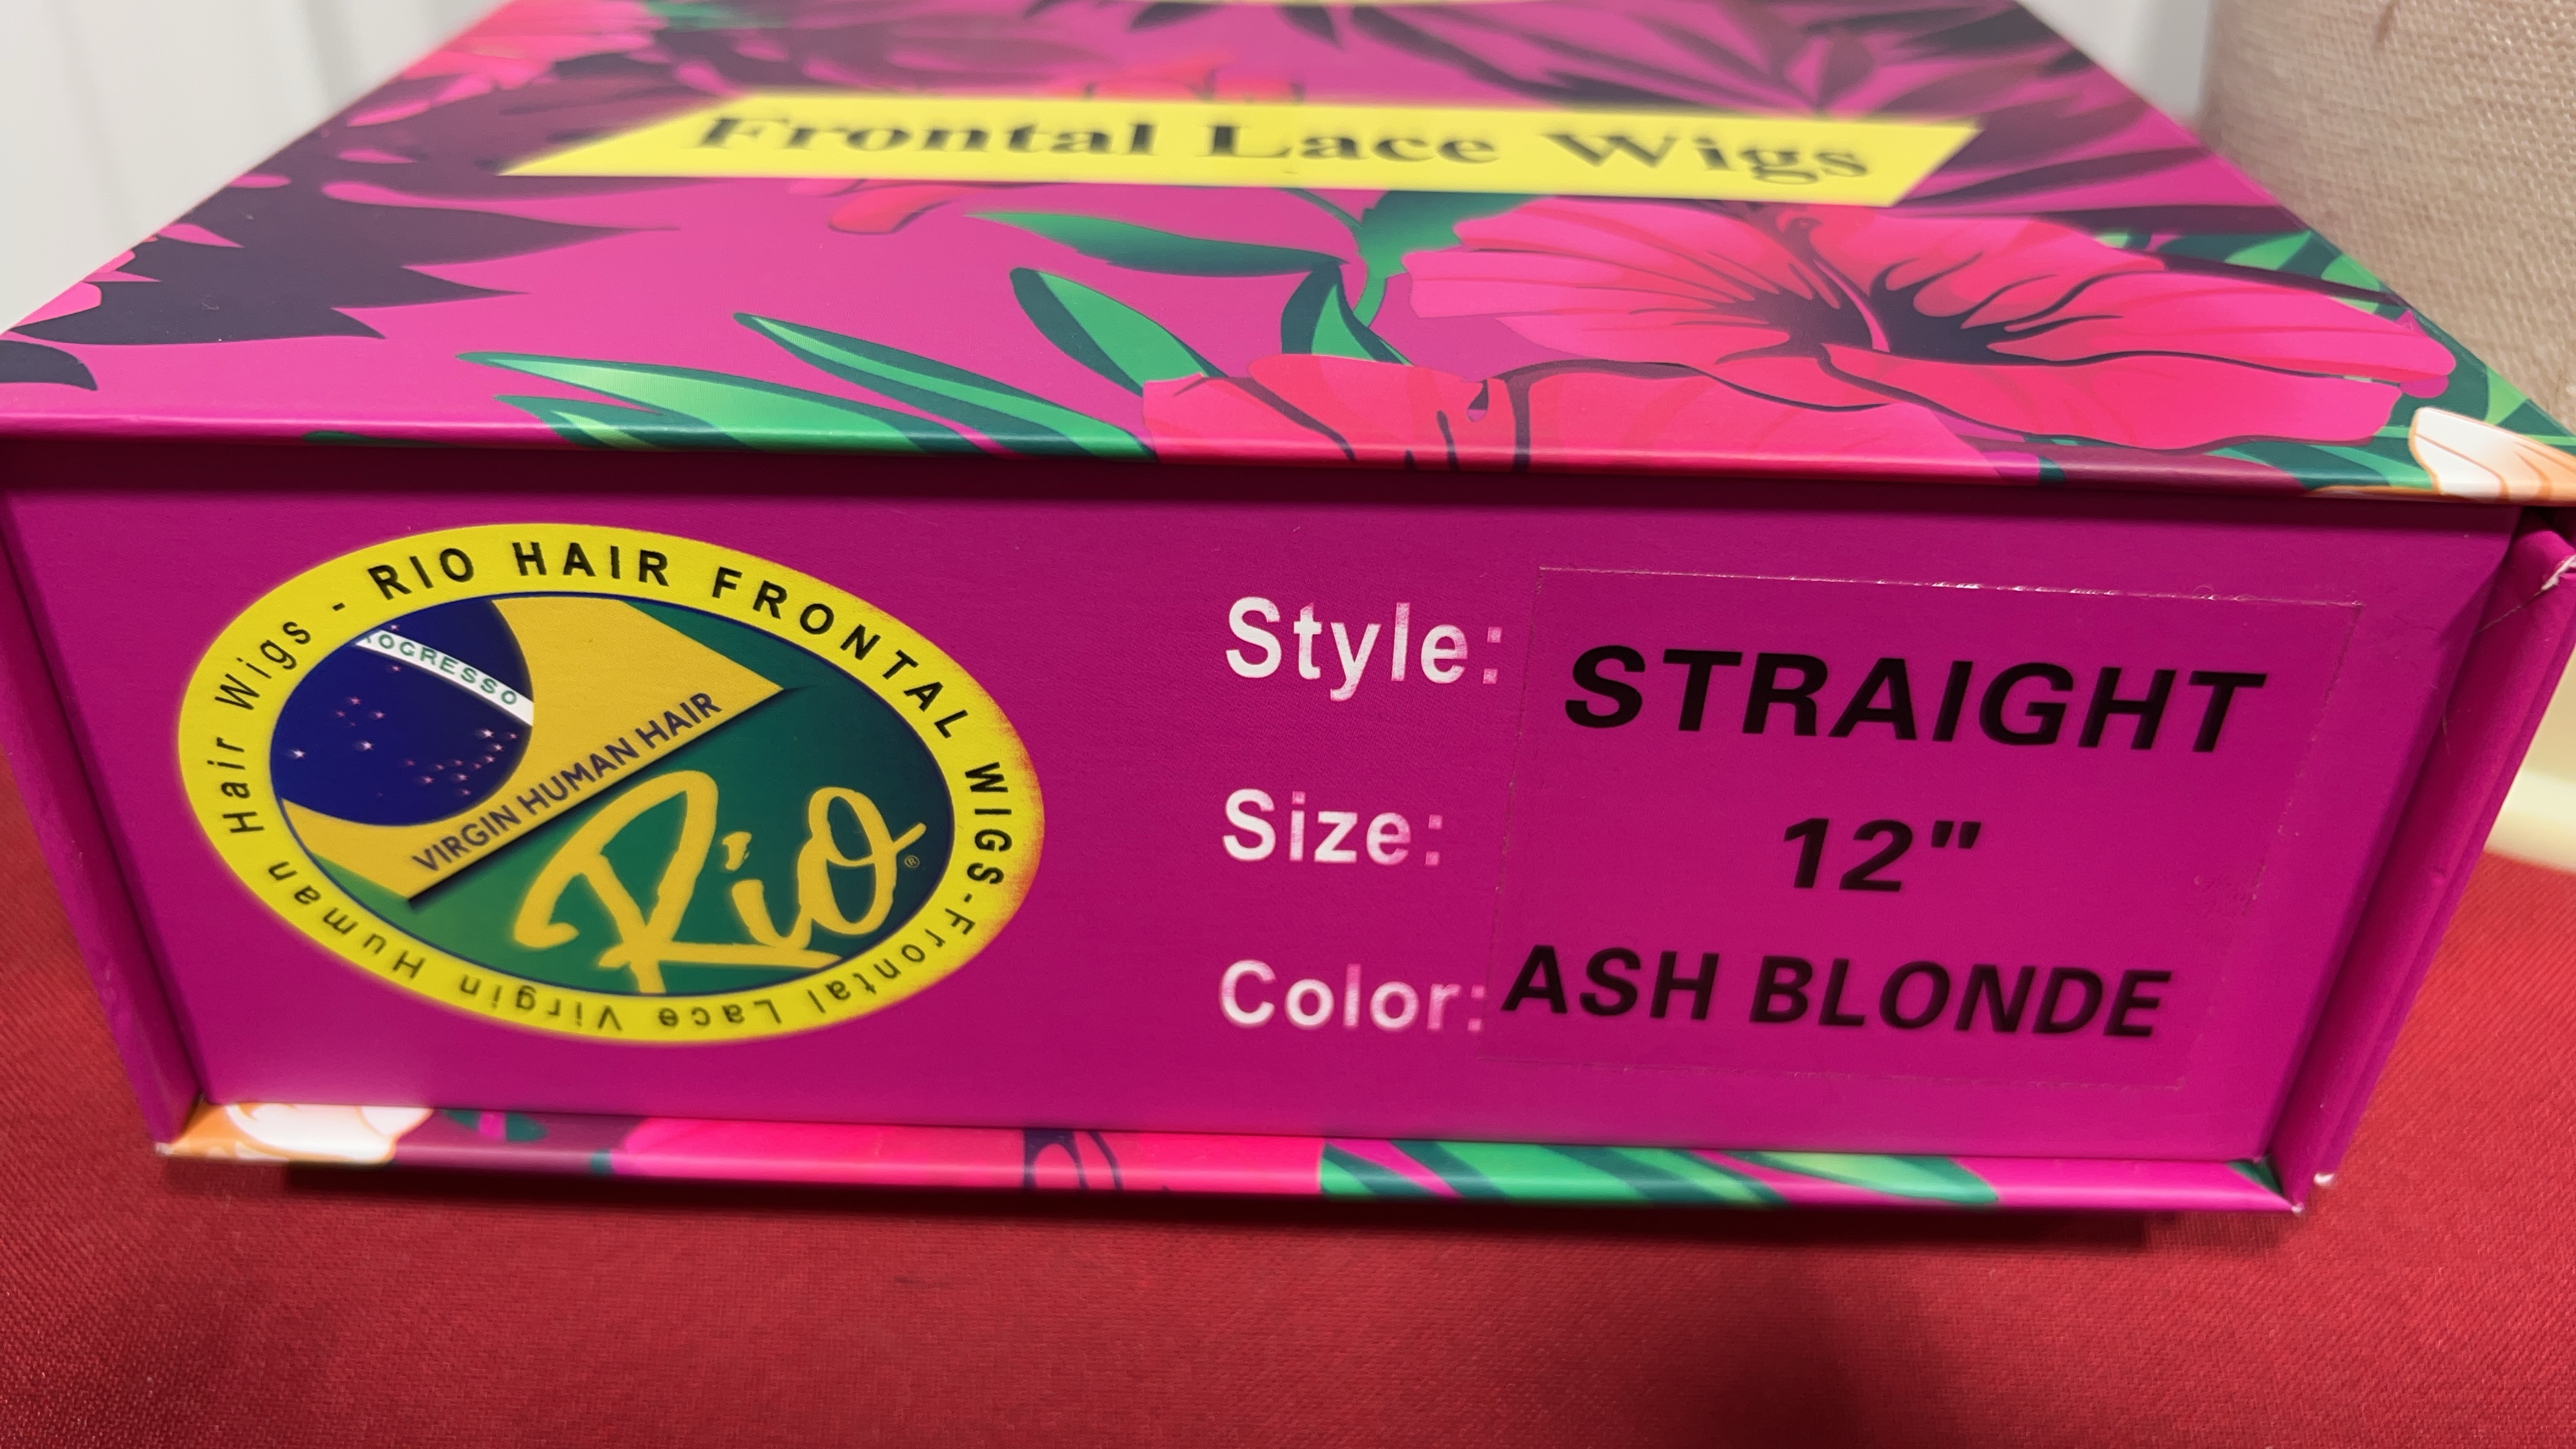 Frontal Lace Wigs
RIO HAIR FRONTAL WIGS - Frontal Lace Virgin Human Hair Wigs -
OGRESSO
VIRGIN HUMAN HAIR
Rio®
Style: STRAIGHT
Size: 12"
Color: ASH BLONDE